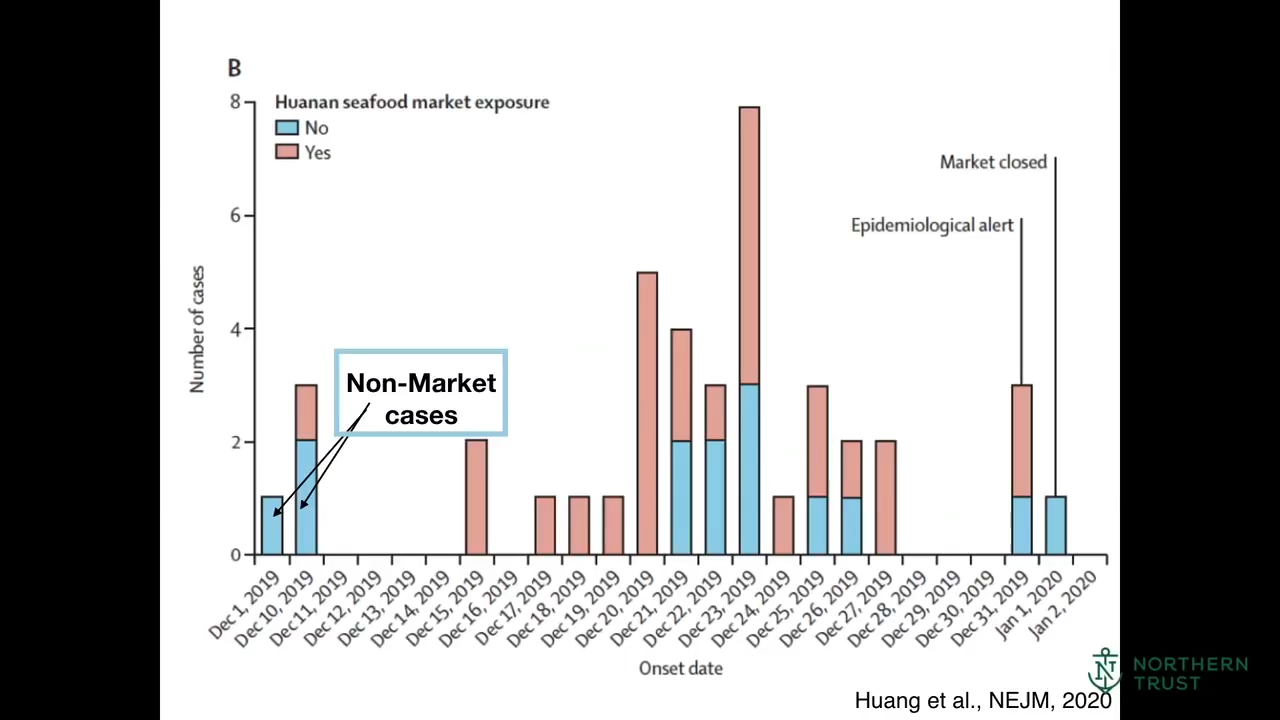 B
Huanan seafood market exposure
No
Yes
Market closed
Epidemiological alert
Non-Market
cases
Number of cases
8
6
4
2
0
Dec 1, 2019
Dec 10, 2019
Dec 11, 2019
Dec 12, 2019
Dec 13, 2019
Dec 14, 2019
Dec 15, 2019
Dec 16, 2019
Dec 17, 2019
Dec 18, 2019
Dec 19, 2019
Dec 20, 2019
Dec 21, 2019
Dec 22, 2019
Dec 23, 2019
Dec 24, 2019
Dec 25, 2019
Dec 26, 2019
Dec 27, 2019
Dec 28, 2019
Dec 29, 2019
Dec 30, 2019
Dec 31, 2019
Jan 1, 2020
Jan 2, 2020
Onset date
Huang et al., NEJM, 2020
NORTHERN
TRUST